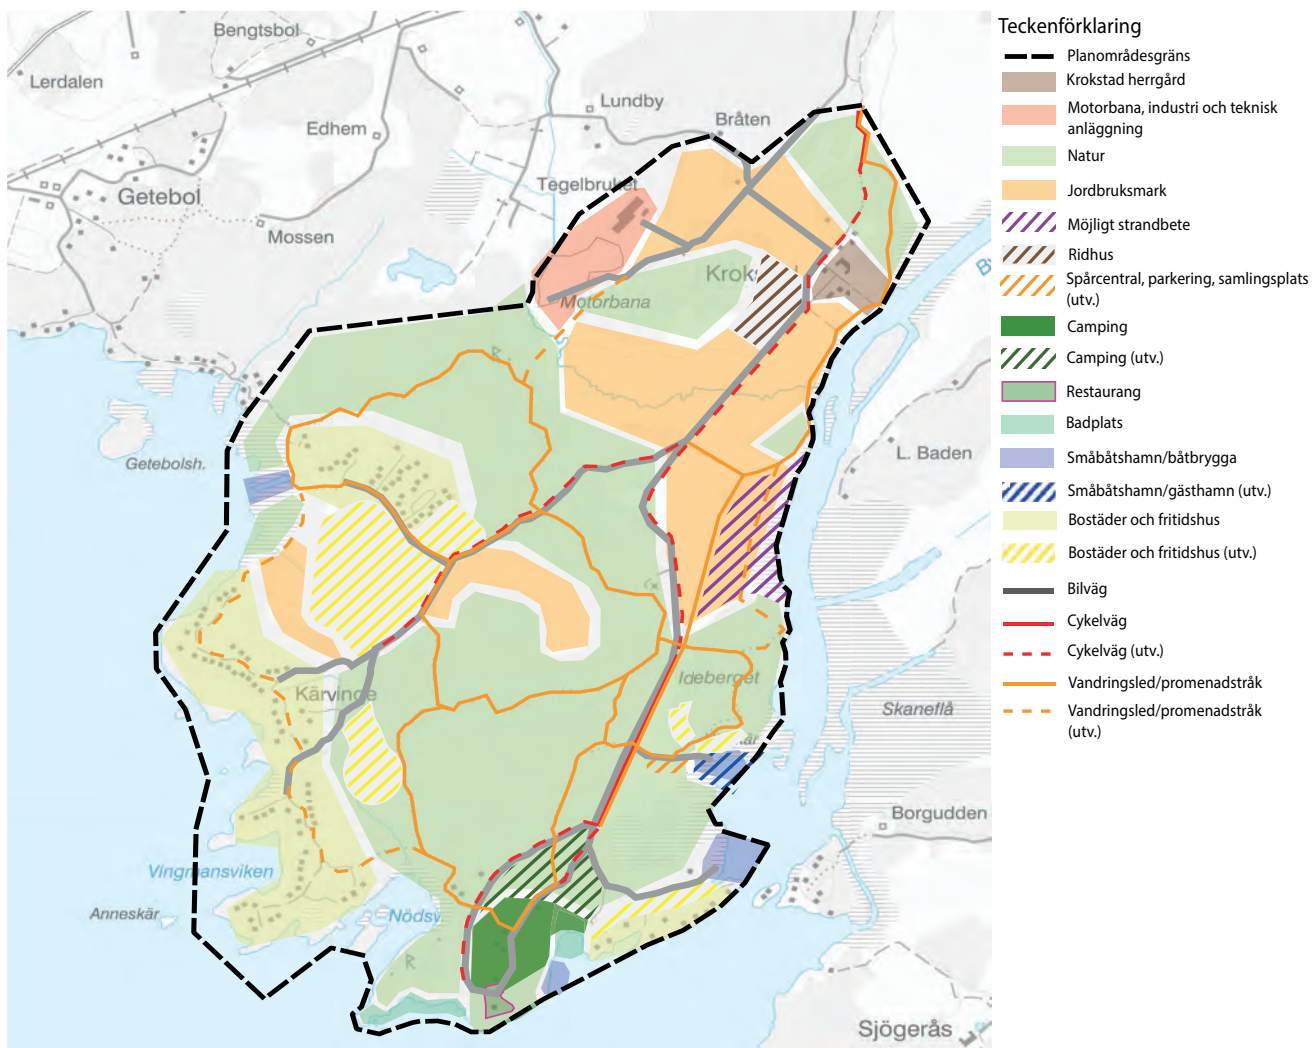 Bengtsbol
Lerdalen
Lundby
Bråten
Edhem
Tegelbruket
Getebol
Mossen
Motorbana
R
Getebolsh.
L. Baden
Ideberget
Kärvinge
Skaneflå
Borgudden
Vingmansviken
Anneskär
Nödsv.
R
Sjögerås
Teckenförklaring
Planområdesgräns
Krokstad herrgård
Motorbana, industri och teknisk
anläggning
Natur
Jordbruksmark
Möjligt strandbete
Ridhus
Spårcentral, parkering, samlingsplats
(utv.)
Camping
Camping (utv.)
Restaurang
Badplats
Småbåtshamn/båtbrygga
Småbåtshamn/gästhamn (utv.)
Bostäder och fritidshus
Bostäder och fritidshus (utv.)
Bilväg
Cykelväg
Cykelväg (utv.)
Vandringsled/promenadstråk
Vandringsled/promenadstråk
(utv.)